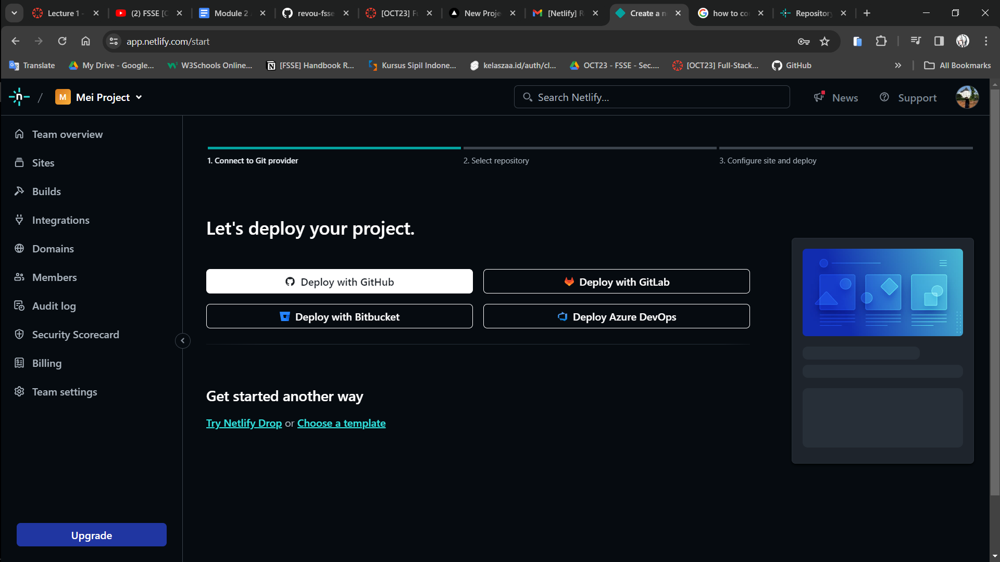 Lecture 1 -
(2) FSSE [C
Module 2
revou-fsse
[OCT23] F
New Proje
[Netlify] R
Create a n
how to co
Repository
app.netlify.com/start
Translate
My Drive - Google...
W3Schools Online...
[FSSE] Handbook R...
Kursus Sipil Indone...
kelaszaa.id/auth/cl...
OCT23 - FSSE - Sec....
[OCT23] Full-Stack...
GitHub
All Bookmarks
n / M Mei Project
Search Netlify...
News
Support
Team overview
Sites
Builds
Integrations
Domains
Members
Audit log
Security Scorecard
Billing
Team settings
Upgrade
1. Connect to Git provider
2. Select repository
3. Configure site and deploy
Let's deploy your project.
Deploy with GitHub
Deploy with GitLab
Deploy with Bitbucket
Deploy Azure DevOps
Get started another way
Try Netlify Drop or Choose a template